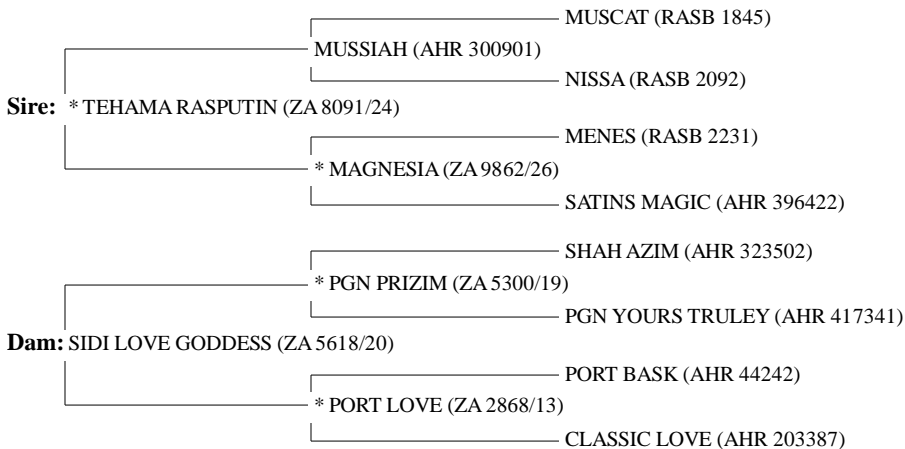 MUSCAT (RASB 1845)
MUSSIAH (AHR 300901)
NISSA (RASB 2092)
Sire: * TEHAMA RASPUTIN (ZA 8091/24)
MENES (RASB 2231)
* MAGNESIA (ZA 9862/26)
SATINS MAGIC (AHR 396422)
SHAH AZIM (AHR 323502)
* PGN PRIZIM (ZA 5300/19)
PGN YOURS TRULEY (AHR 417341)
Dam: SIDI LOVE GODDESS (ZA 5618/20)
PORT BASK (AHR 44242)
* PORT LOVE (ZA 2868/13)
CLASSIC LOVE (AHR 203387)